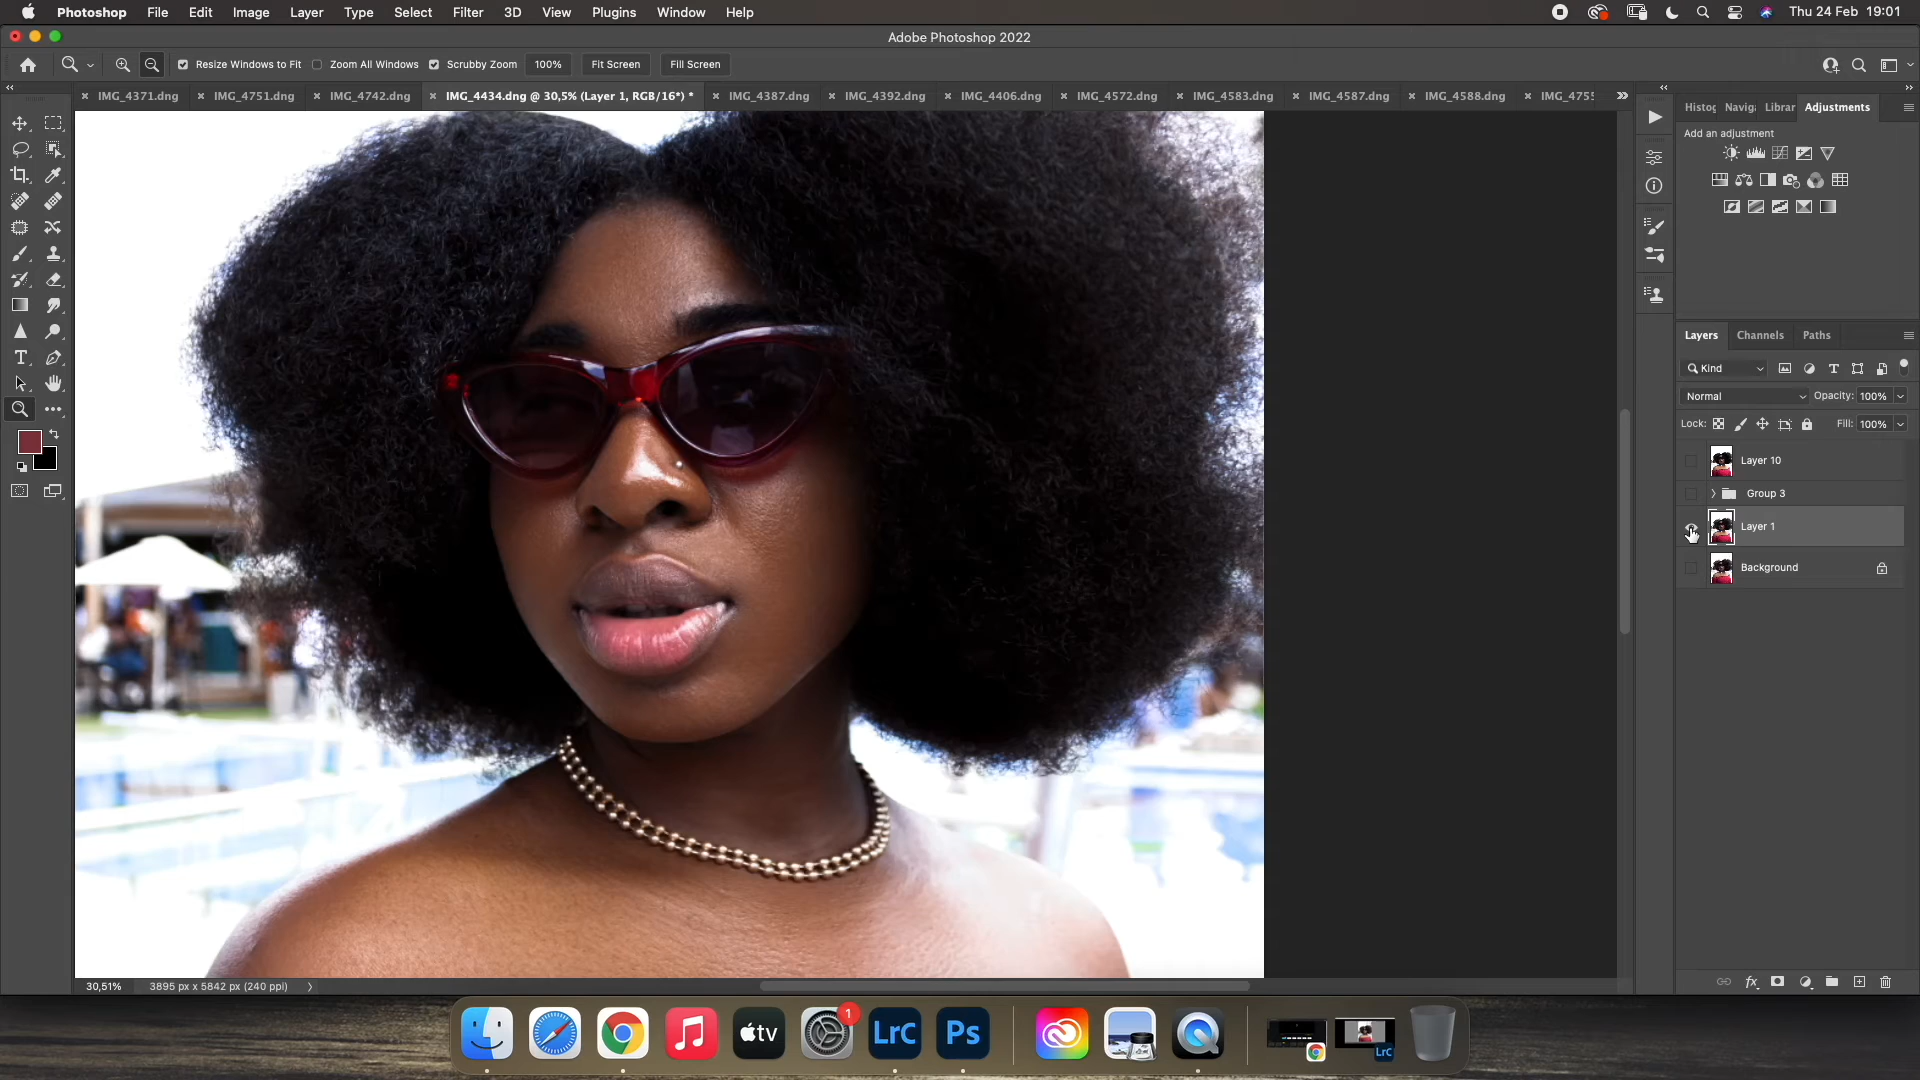 Photoshop File Edit Image Layer Type Select Filter 3D View Plugins Window Help Thu 24 Feb 19:01
Adobe Photoshop 2022
Resize Windows to Fit Zoom All Windows Scrubby Zoom 100% Fit Screen Fill Screen
IMG_4371.dng IMG_4751.dng IMG_4742.dng IMG_4434.dng @ 30,5% (Layer 1, RGB/16*) * IMG_4387.dng IMG_4392.dng IMG_4406.dng IMG_4572.dng IMG_4583.dng IMG_4587.dng IMG_4588.dng
Histog Naviga Librar Adjustments
Add an adjustment
Layers Channels Paths
Kind
Normal Opacity: 100%
Lock: Fill: 100%
Layer 10
Group 3
Layer 1
Background
30,51% 3895 px x 5842 px (240 ppi)
1
tv
LrC
Ps
LrC